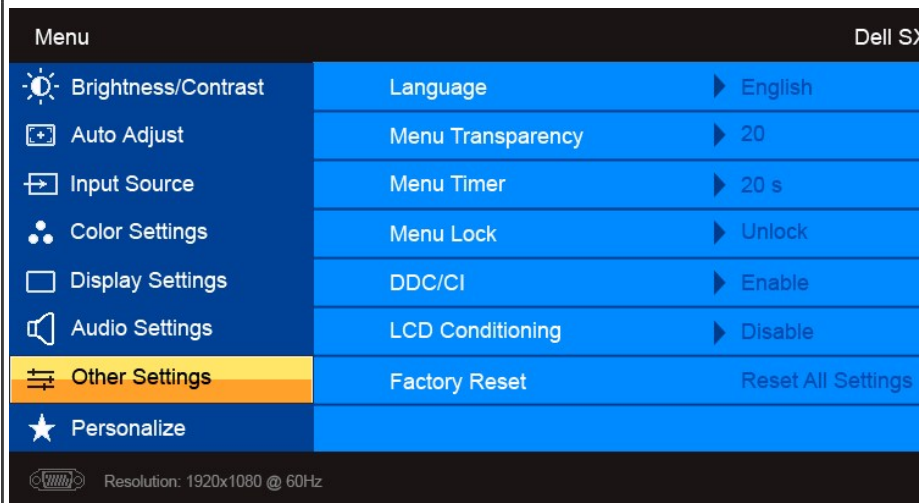 Menu Dell SX
Brightness/Contrast Language English
Auto Adjust Menu Transparency 20
Input Source Menu Timer 20 s
Color Settings Menu Lock Unlock
Display Settings DDC/CI Enable
Audio Settings LCD Conditioning Disable
Other Settings Factory Reset Reset All Settings
Personalize
Resolution: 1920x1080 @ 60Hz